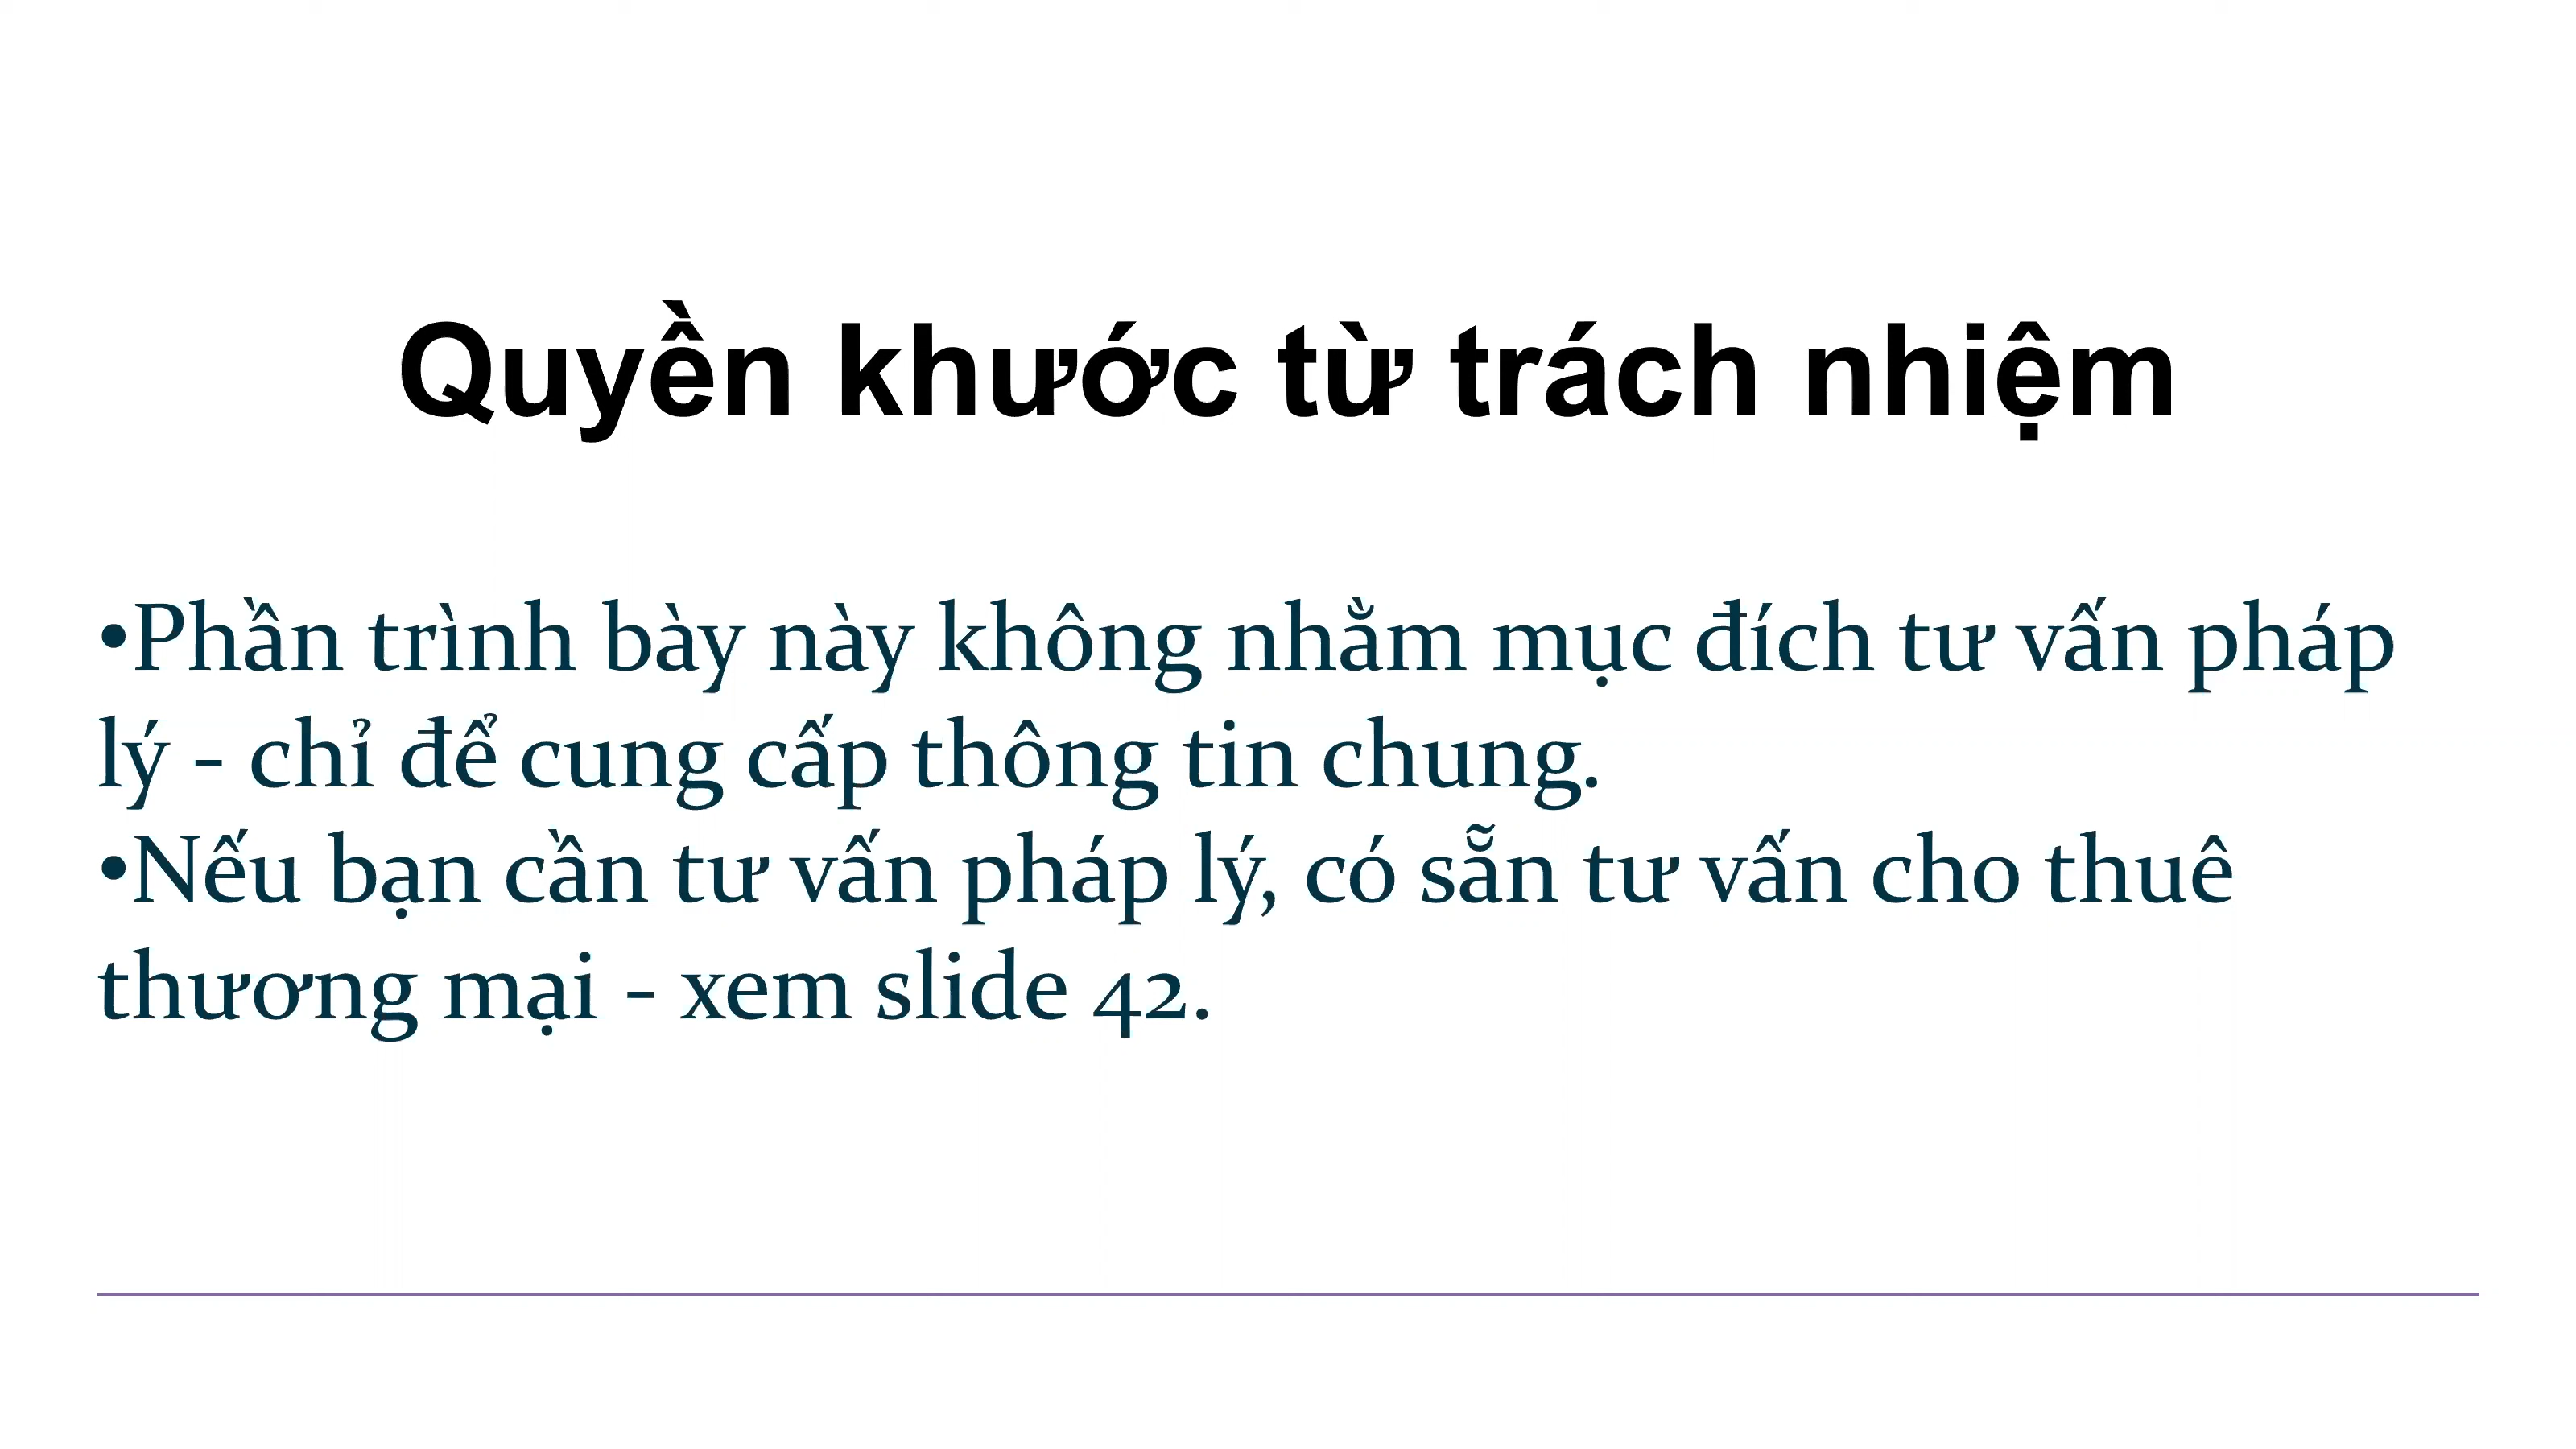 Quyền khước từ trách nhiệm
•Phần trình bày này không nhằm mục đích tư vấn pháp
lý - chỉ để cung cấp thông tin chung.
•Nếu bạn cần tư vấn pháp lý, có sẵn tư vấn cho thuê
thương mại - xem slide 42.